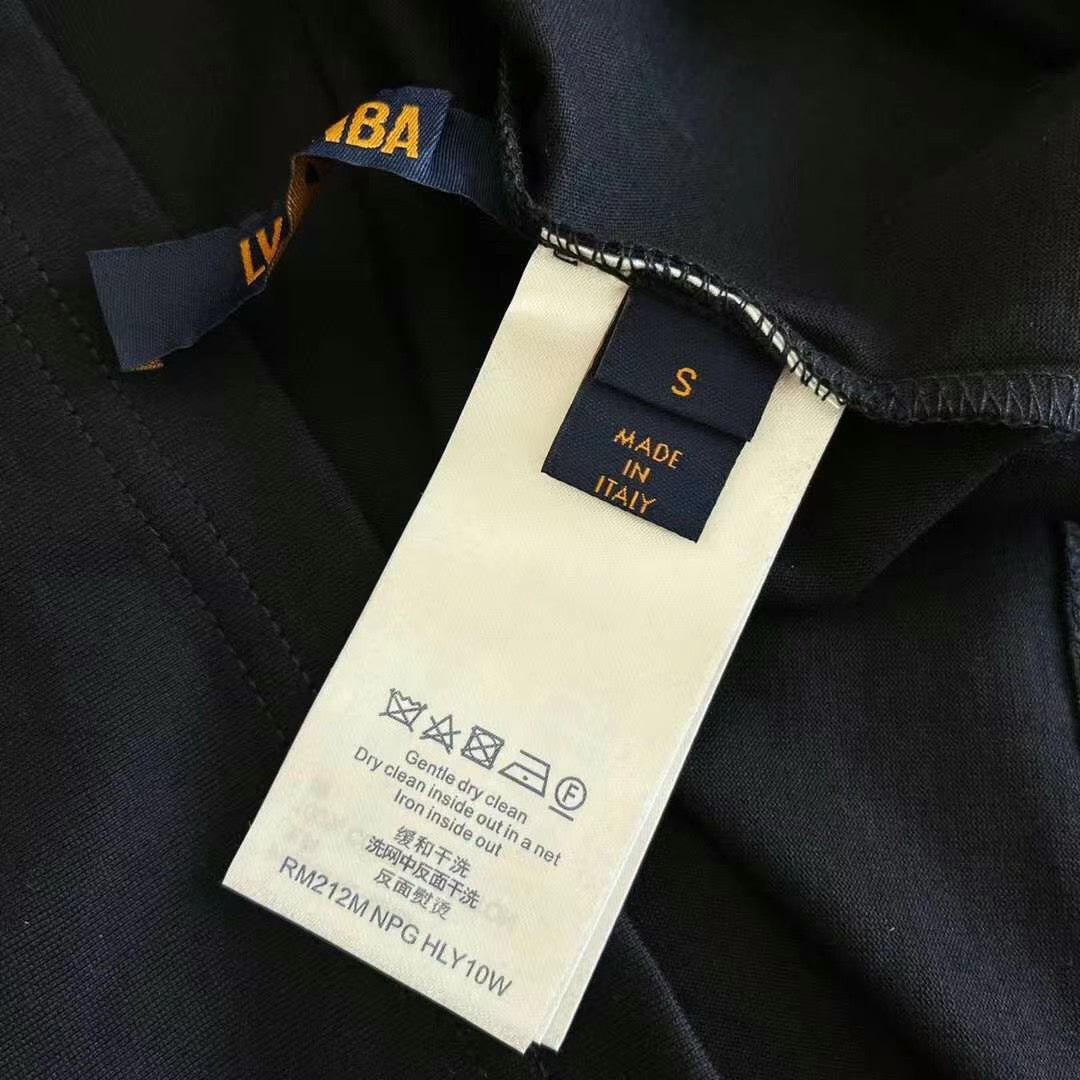 NBA
LV
S
MADE
IN
ITALY
F
Gentle dry clean
Dry clean inside out in a net
Iron inside out
缓和干洗
洗网中反面干洗
反面熨烫
RM212M NPG HLY10W